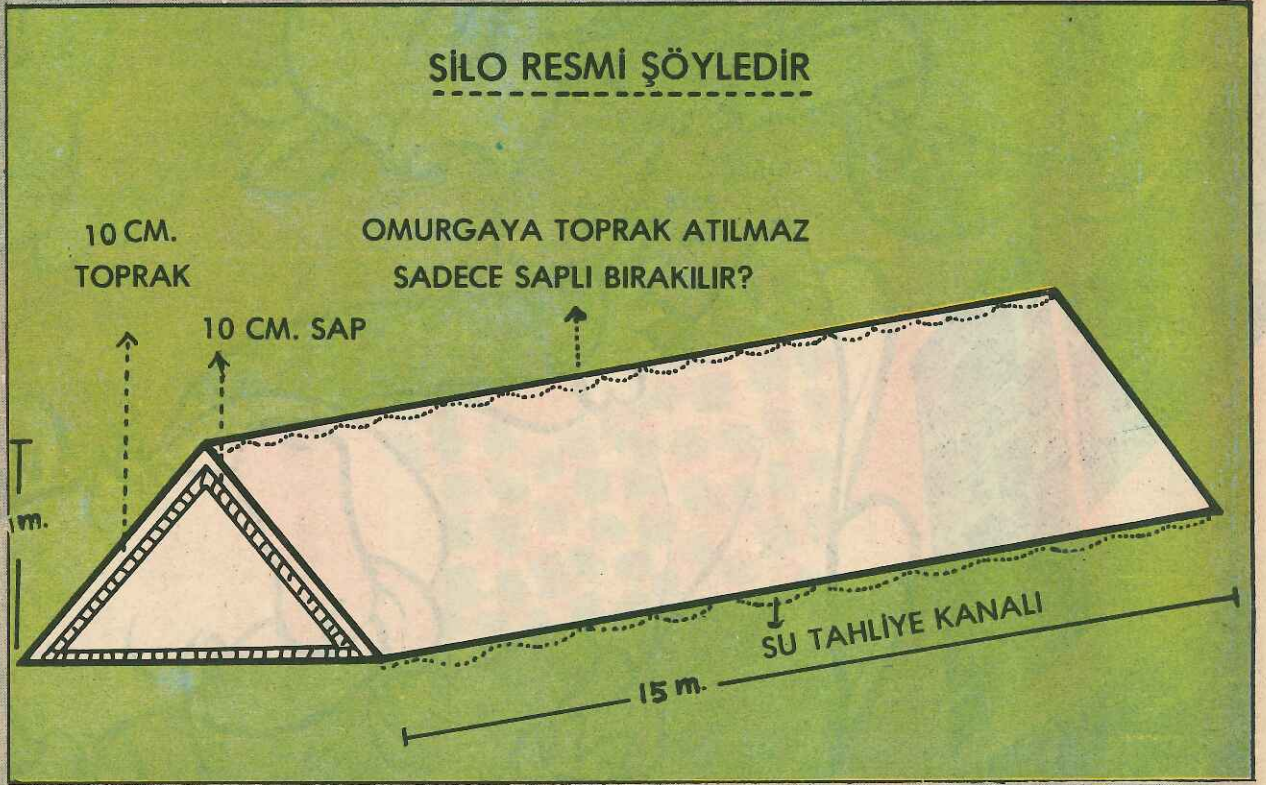 SİLO RESMİ ŞÖYLEDİR
10 CM.
TOPRAK
OMURGAYA TOPRAK ATILMAZ
SADECE SAPLI BIRAKILIR?
10 CM. SAP
m.
SU TAHLİYE KANALI
15 m.